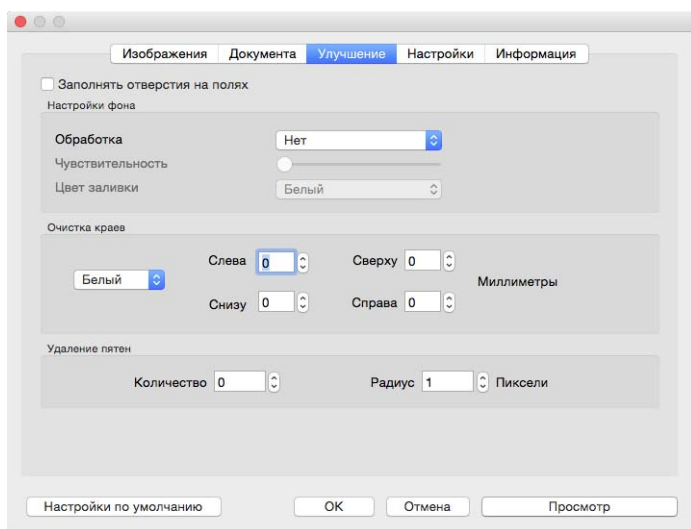 Изображения Документа Улучшение Настройки Информация
Заполнять отверстия на полях
Настройки фона
Обработка Нет
Чувствительность
Цвет заливки Белый
Очистка краев
Слева 0 Сверху 0
Белый Миллиметры
Снизу 0 Справа 0
Удаление пятен
Количество 0 Радиус 1 Пиксели
Настройки по умолчанию OK Отмена Просмотр